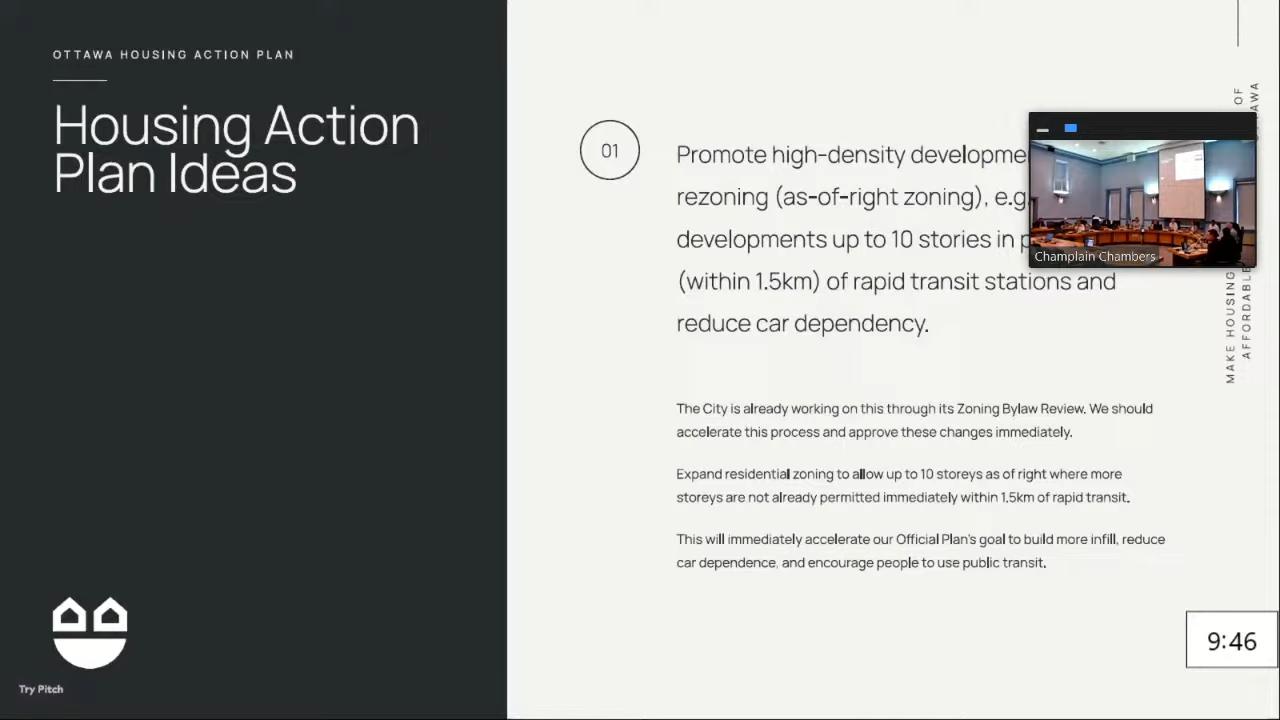 OTTAWA HOUSING ACTION PLAN
Housing Action
Plan Ideas
01
Promote high-density
rezoning (as-of-right zoning), e.g.
developments up to 10 stories in
(within 1.5km) of rapid transit stations and
reduce car dependency.
The City is already working on this through its Zoning Bylaw Review. We should
accelerate this process and approve these changes immediately.
Expand residential zoning to allow up to 10 storeys as of right where more
storeys are not already permitted immediately within 1.5km of rapid transit.
This will immediately accelerate our Official Plan's goal to build more infill, reduce
car dependence, and encourage people to use public transit.
Champlain Chambers
MAKE HOUSING OF
AFFORDABLE
9:46
Try Pitch